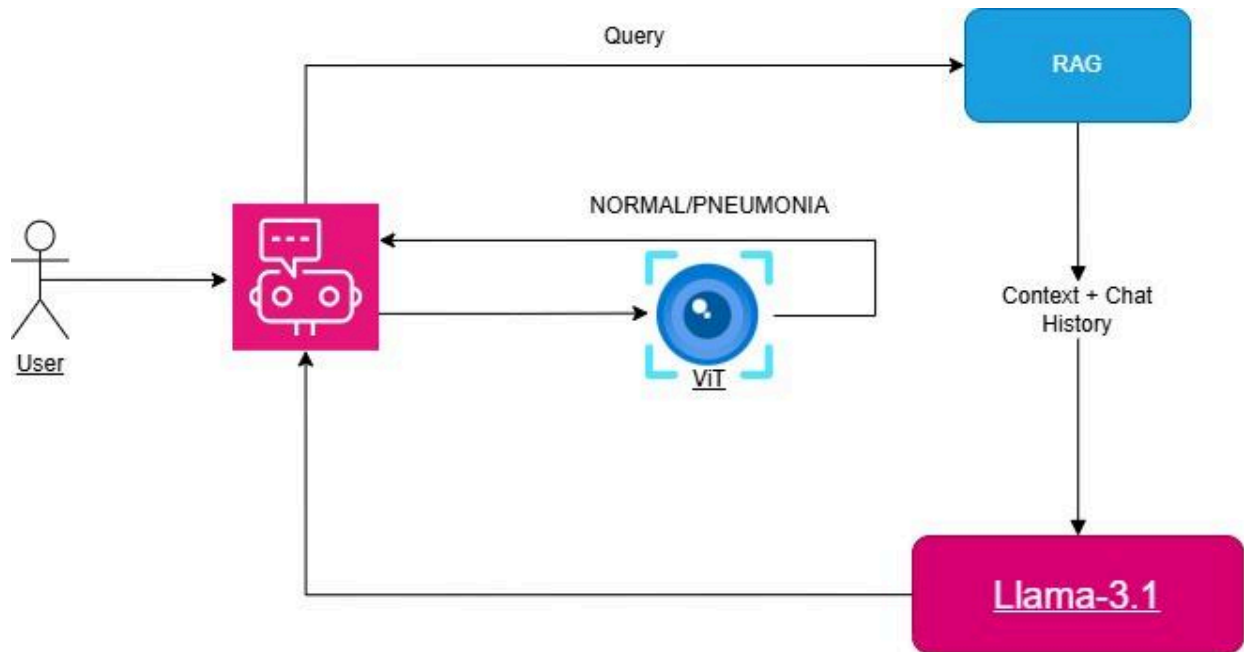 Query
RAG
NORMAL/PNEUMONIA
User
ViT
Context + Chat
History
Llama-3.1